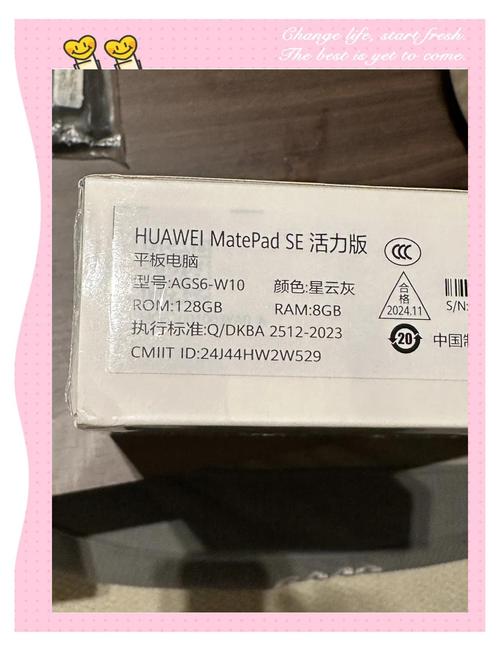 Change life, start fresh.
The best is yet to come.
HUAWEI MatePad SE 活力版
平板电脑
型号:AGS6-W10 颜色:星云灰
ROM:128GB RAM:8GB
执行标准:Q/DKBA 2512-2023
CMIIT ID:24J44HW2W529
CCC
合格
2024.11
S/N:
20
中国制